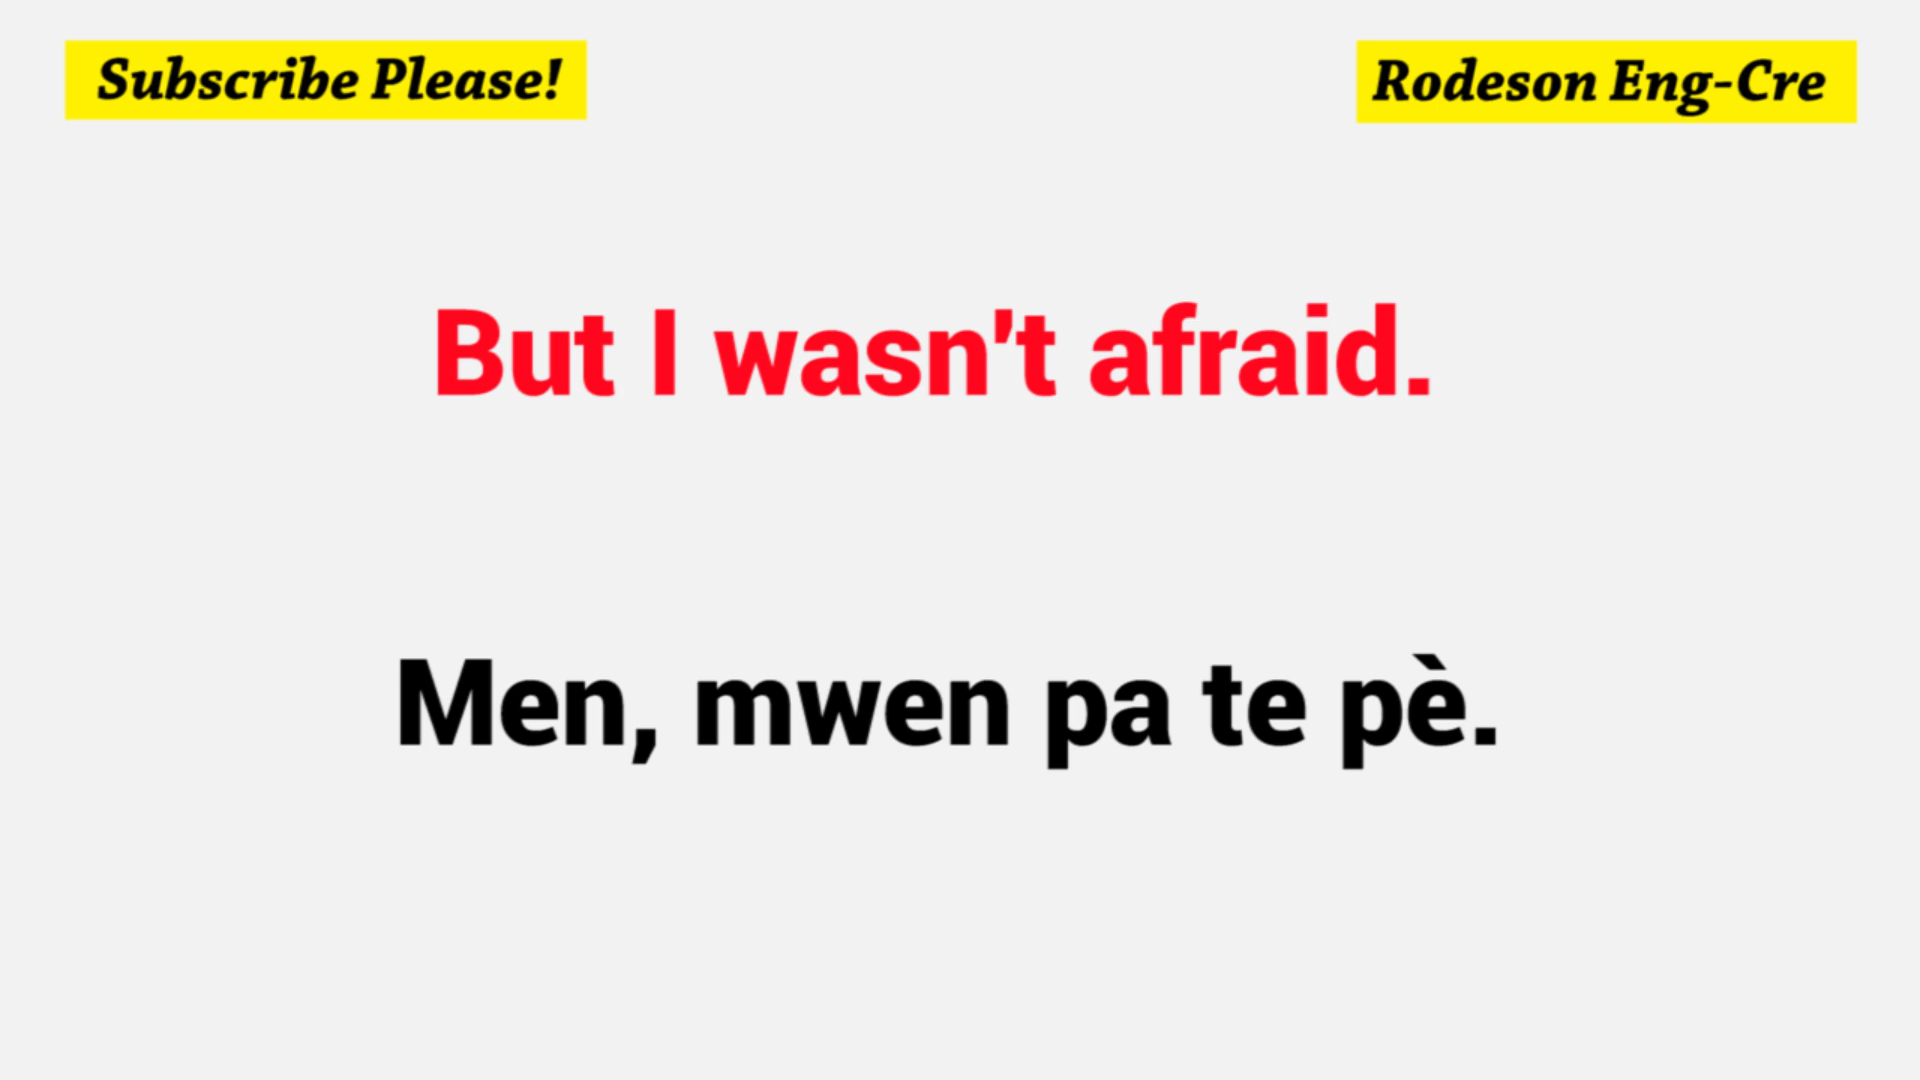 Subscribe Please!
Rodeson Eng-Cre
But I wasn't afraid.
Men, mwen pa te pè.